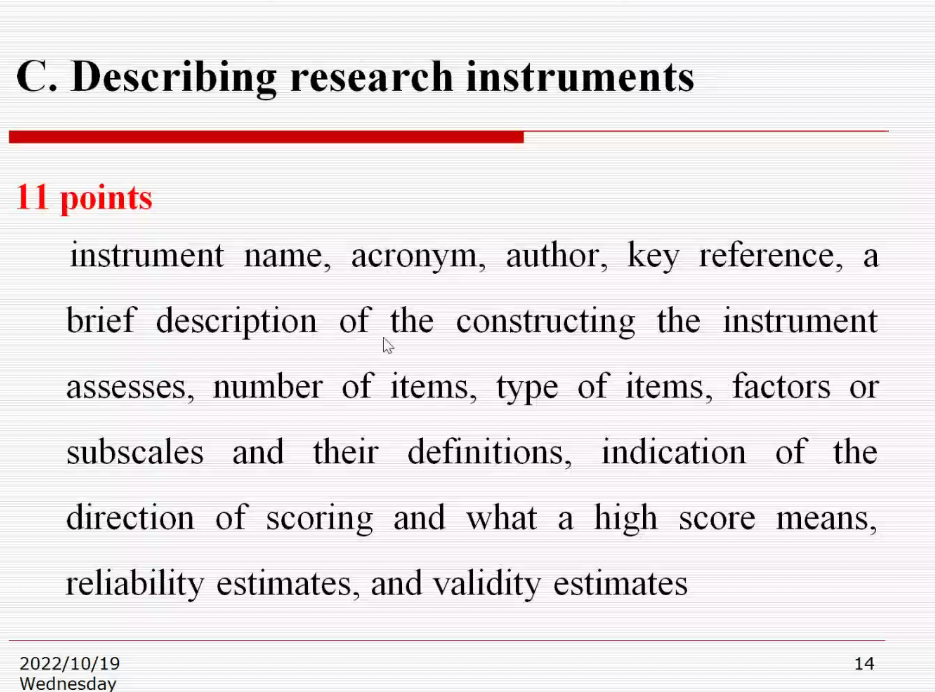 C. Describing research instruments
11 points
instrument name, acronym, author, key reference, a
brief description of the constructing the instrument
assesses, number of items, type of items, factors or
subscales and their definitions, indication of the
direction of scoring and what a high score means,
reliability estimates, and validity estimates
2022/10/19
Wednesday
14